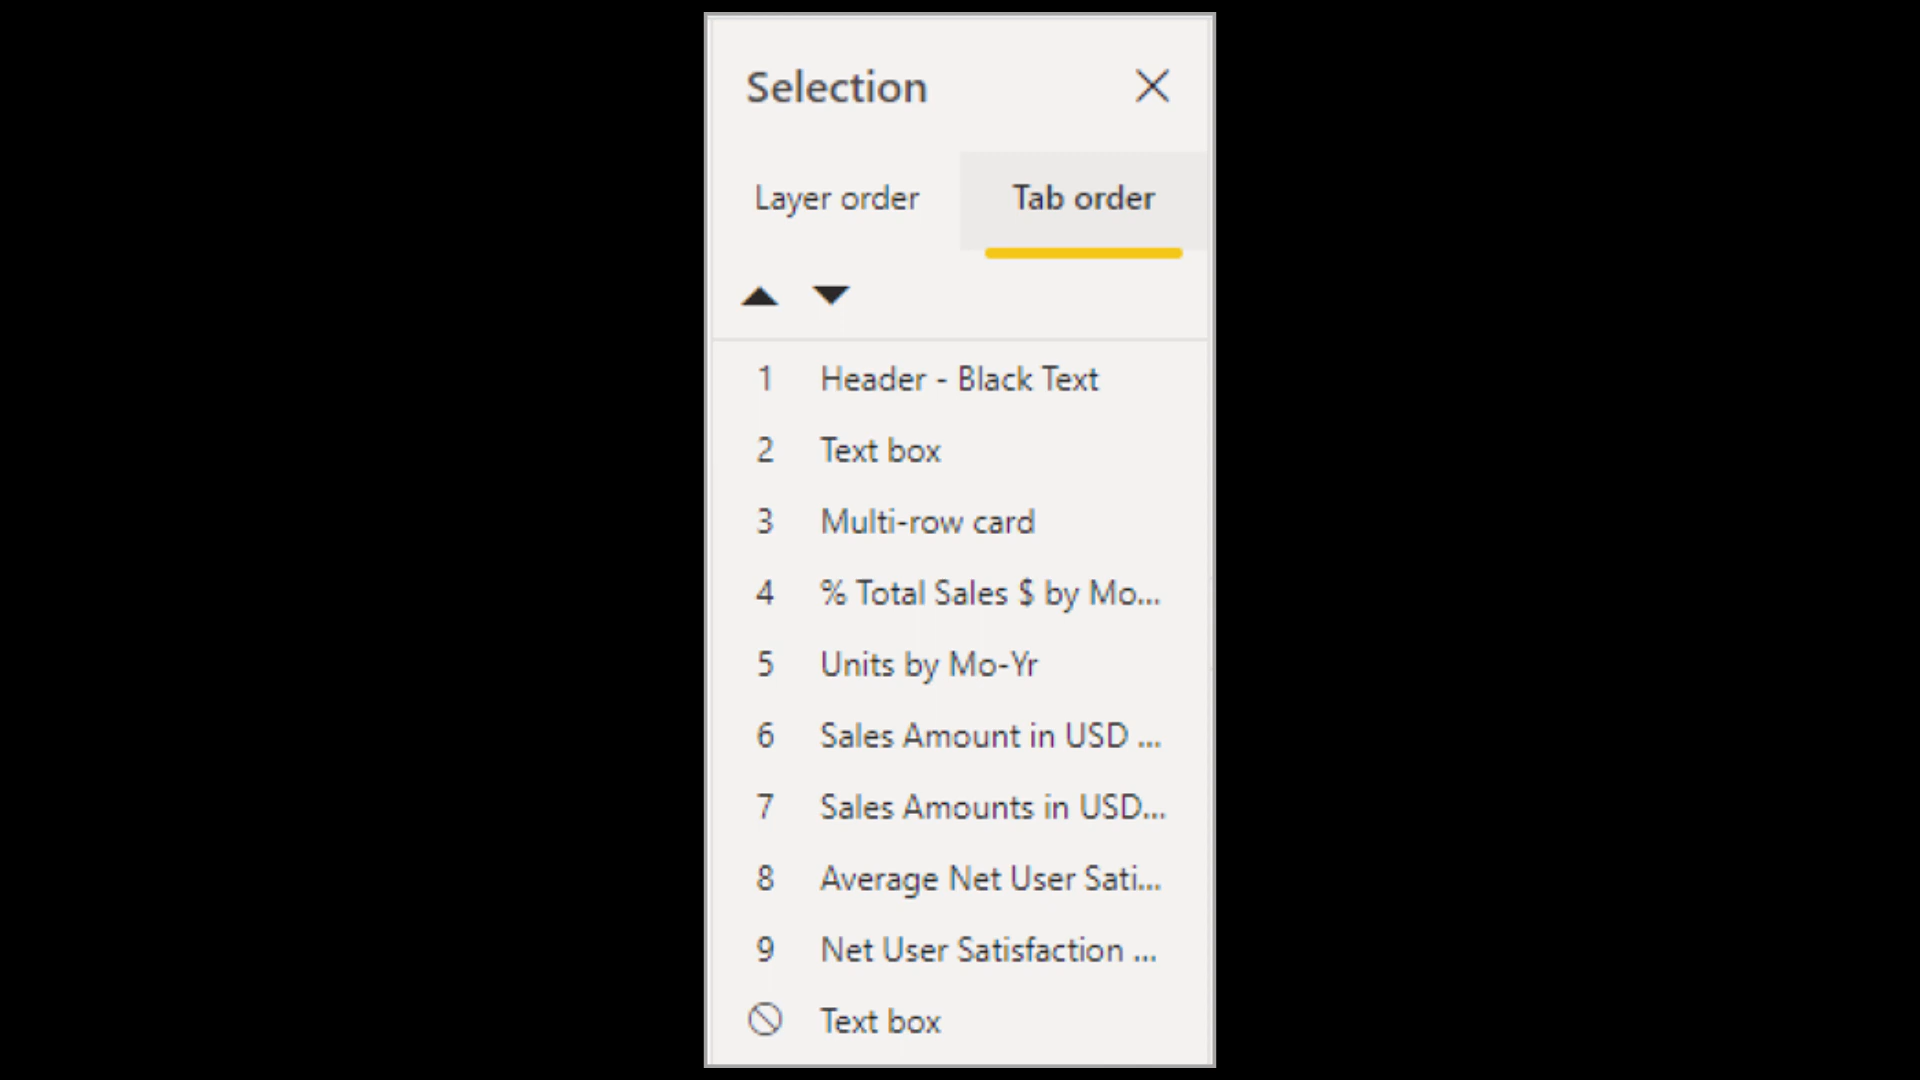 Selection
Layer order Tab order
1 Header - Black Text
2 Text box
3 Multi-row card
4 % Total Sales $ by Mo...
5 Units by Mo-Yr
6 Sales Amount in USD ...
7 Sales Amounts in USD...
8 Average Net User Sati...
9 Net User Satisfaction ...
Text box